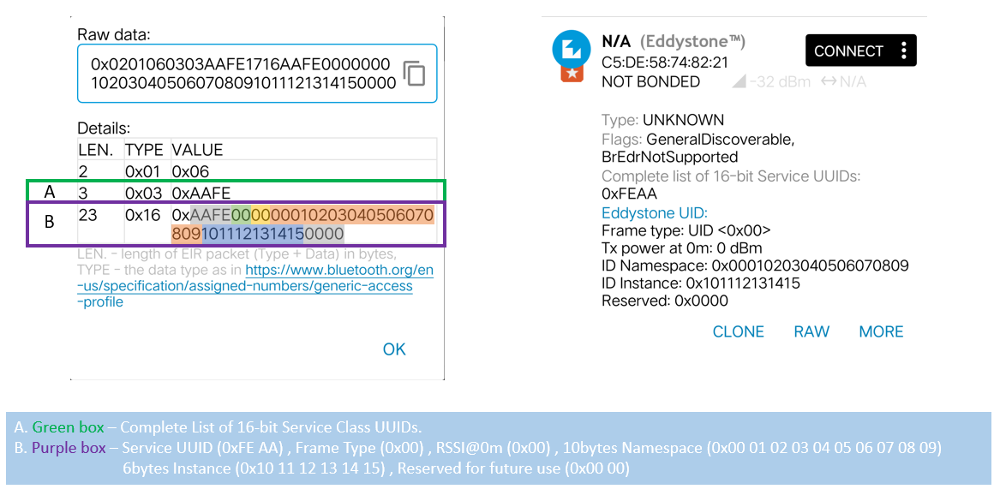 Raw data:
0x0201060303AAFE1716AAFE0000000
102030405060708091011121314150000
Details:
LEN. TYPE VALUE
2 0x01 0x06
A 3 0x03 0xAAFE
B 23 0x16 0xAAFE00000001020304050607 0
809101112131415 0000
LEN. - length of EIR packet (Type + Data) in bytes,
TYPE - the data type as in https://www.bluetooth.org/en
-us/specification/assigned-numbers/generic-access
-profile
OK
N/A (Eddystone™)
CONNECT
C5:DE:58:74:82:21
NOT BONDED -32 dBm N/A
Type: UNKNOWN
Flags: GeneralDiscoverable,
BrEdrNotSupported
Complete list of 16-bit Service UUIDs:
0xFEAA
Eddystone UID:
Frame type: UID <0x00>
Tx power at 0m: 0 dBm
ID Namespace: 0x00010203040506070809
ID Instance: 0x101112131415
Reserved: 0x0000
CLONE RAW MORE
A. Green box – Complete List of 16-bit Service Class UUIDs.
B. Purple box – Service UUID (0xFE AA) , Frame Type (0x00) , RSSI@0m (0x00) , 10bytes Namespace (0x00 01 02 03 04 05 06 07 08 09)
6bytes Instance (0x10 11 12 13 14 15) , Reserved for future use (0x00 00)